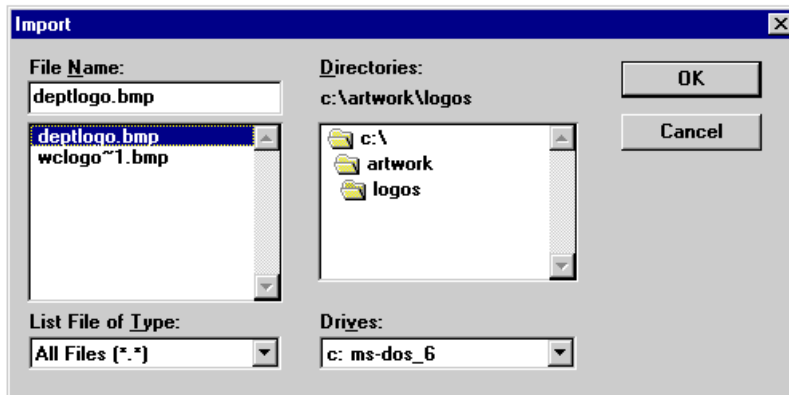 Import
File Name:
deptlogo.bmp
deptlogo.bmp
wclogo~1.bmp
List File of Type:
All Files (*.*)
Directories:
c:\artwork\logos
c:\
artwork
logos
Drives:
c: ms-dos_6
OK
Cancel